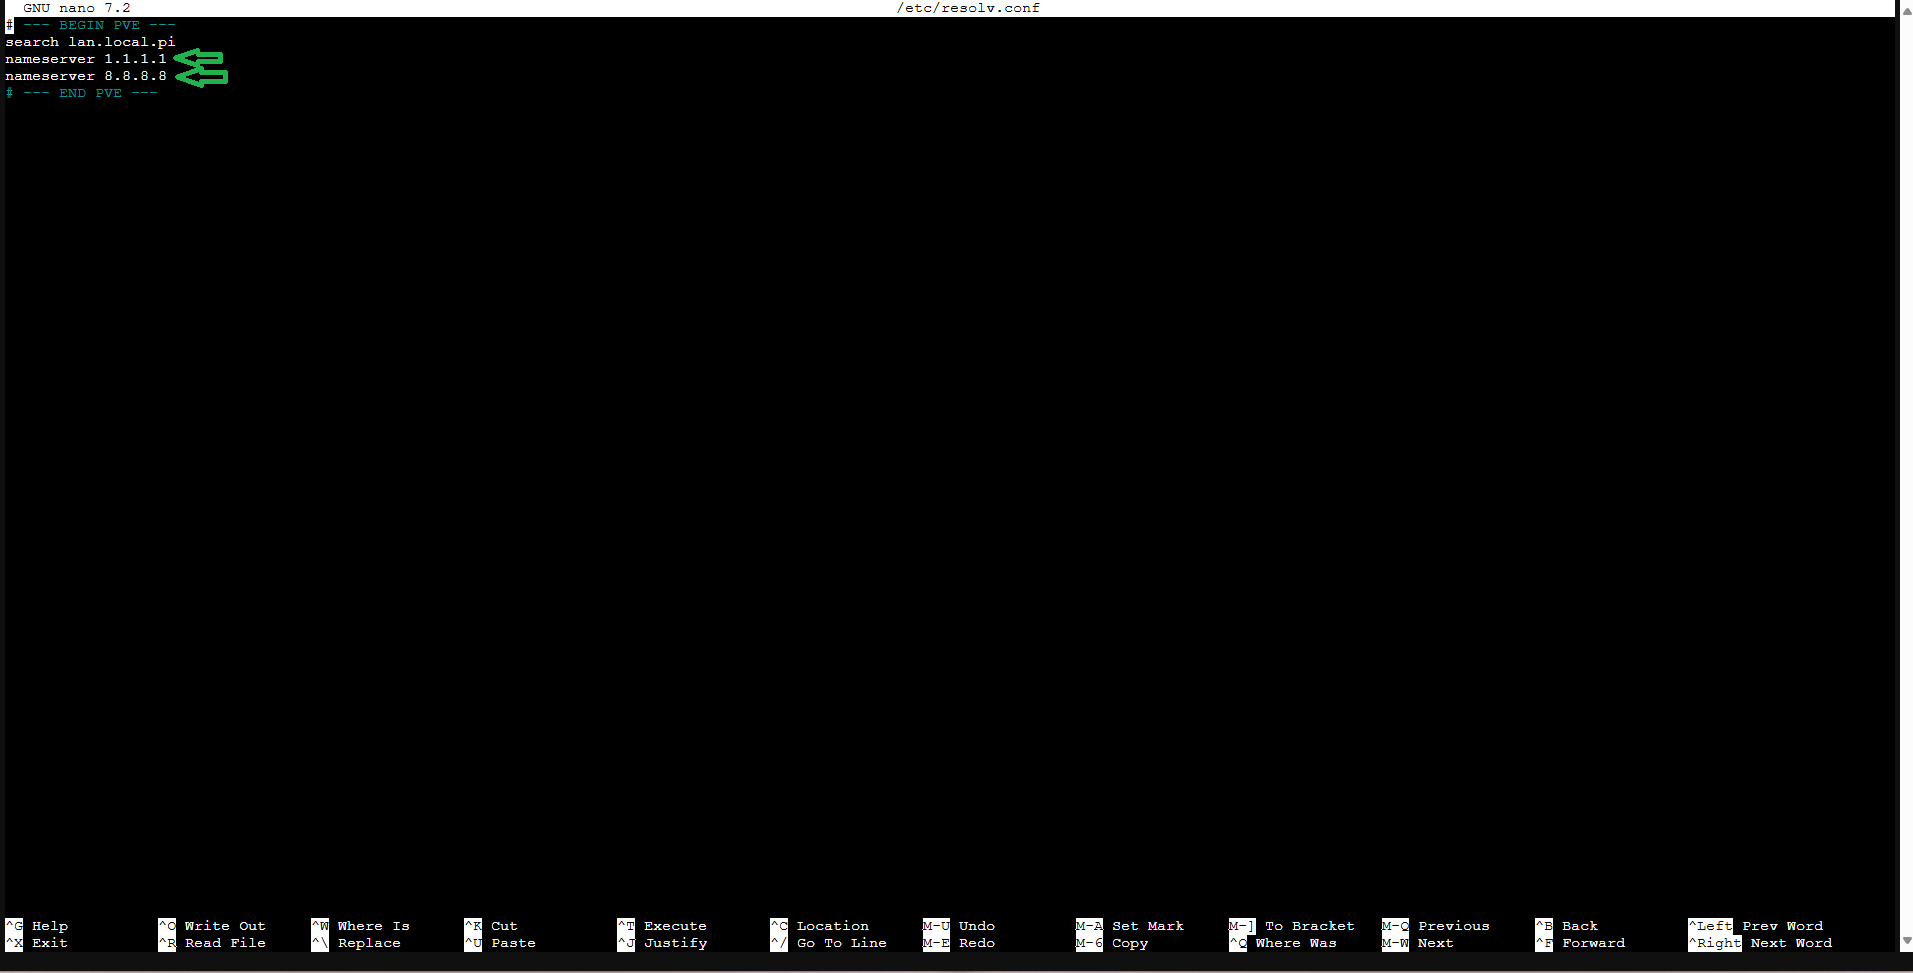 GNU nano 7.2 /etc/resolv.conf
# --- BEGIN PVE ---
search lan.local.pi
nameserver 1.1.1.1
nameserver 8.8.8.8
# --- END PVE ---
^G Help ^O Write Out ^W Where Is ^K Cut ^T Execute ^C Location M-U Undo M-A Set Mark M-] To Bracket M-Q Previous ^B Back ^Left Prev Word
^X Exit ^R Read File ^\ Replace ^U Paste ^J Justify ^/ Go To Line M-E Redo M-6 Copy ^Q Where Was M-W Next ^F Forward ^Right Next Word